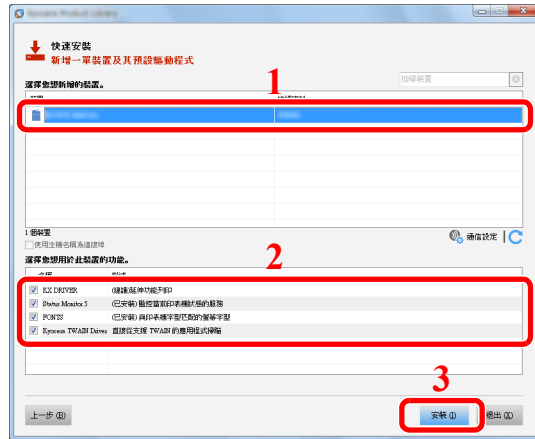 Kyocera Product Library
快速安裝
新增一單裝置及其預設驅動程式
選擇您想新增的裝置。
搜尋裝置
1
1 個裝置
使用主機名稱為連接埠
通信設定
選擇您想用於此裝置的功能。
2
EX DRIVER (建議)延伸功能列印
Status Monitor 5 (已安裝) 監控當前印表機狀態的服務
FONTS (已安裝) 與印表機字型匹配的螢幕字型
Kyocera TWAIN Driver 直接從支援 TWAIN 的應用程式掃瞄
3
上一步 (B)
安裝 (I)
退出 (X)